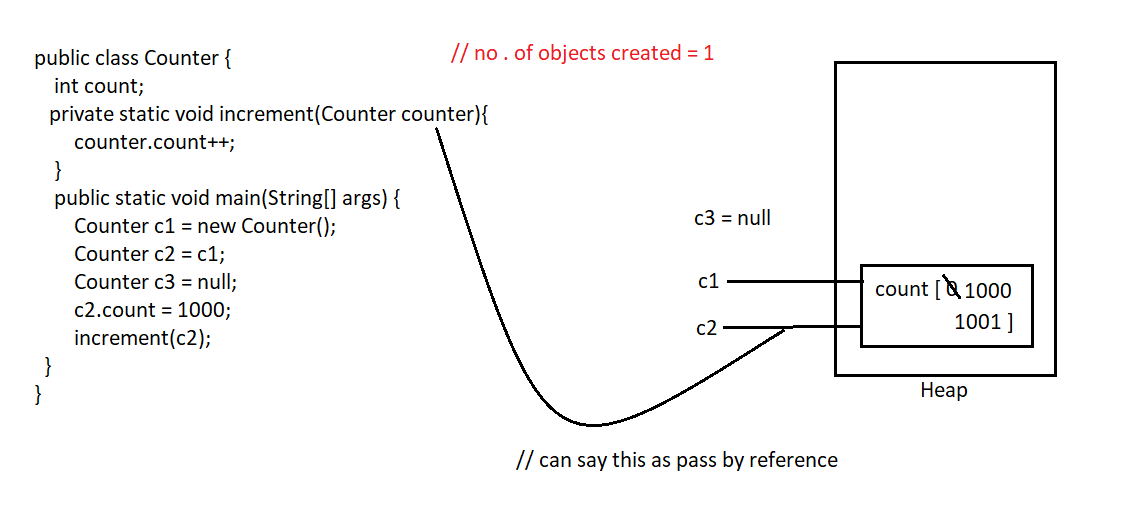 public class Counter {
// no . of objects created = 1
int count;
private static void increment(Counter counter){
counter.count++;
}
public static void main(String[] args) {
Counter c1 = new Counter();
Counter c2 = c1;
Counter c3 = null;
c2.count = 1000;
increment(c2);
}
}
c3 = null
c1
c2
count [ 0 1000
1001 ]
Heap
// can say this as pass by reference